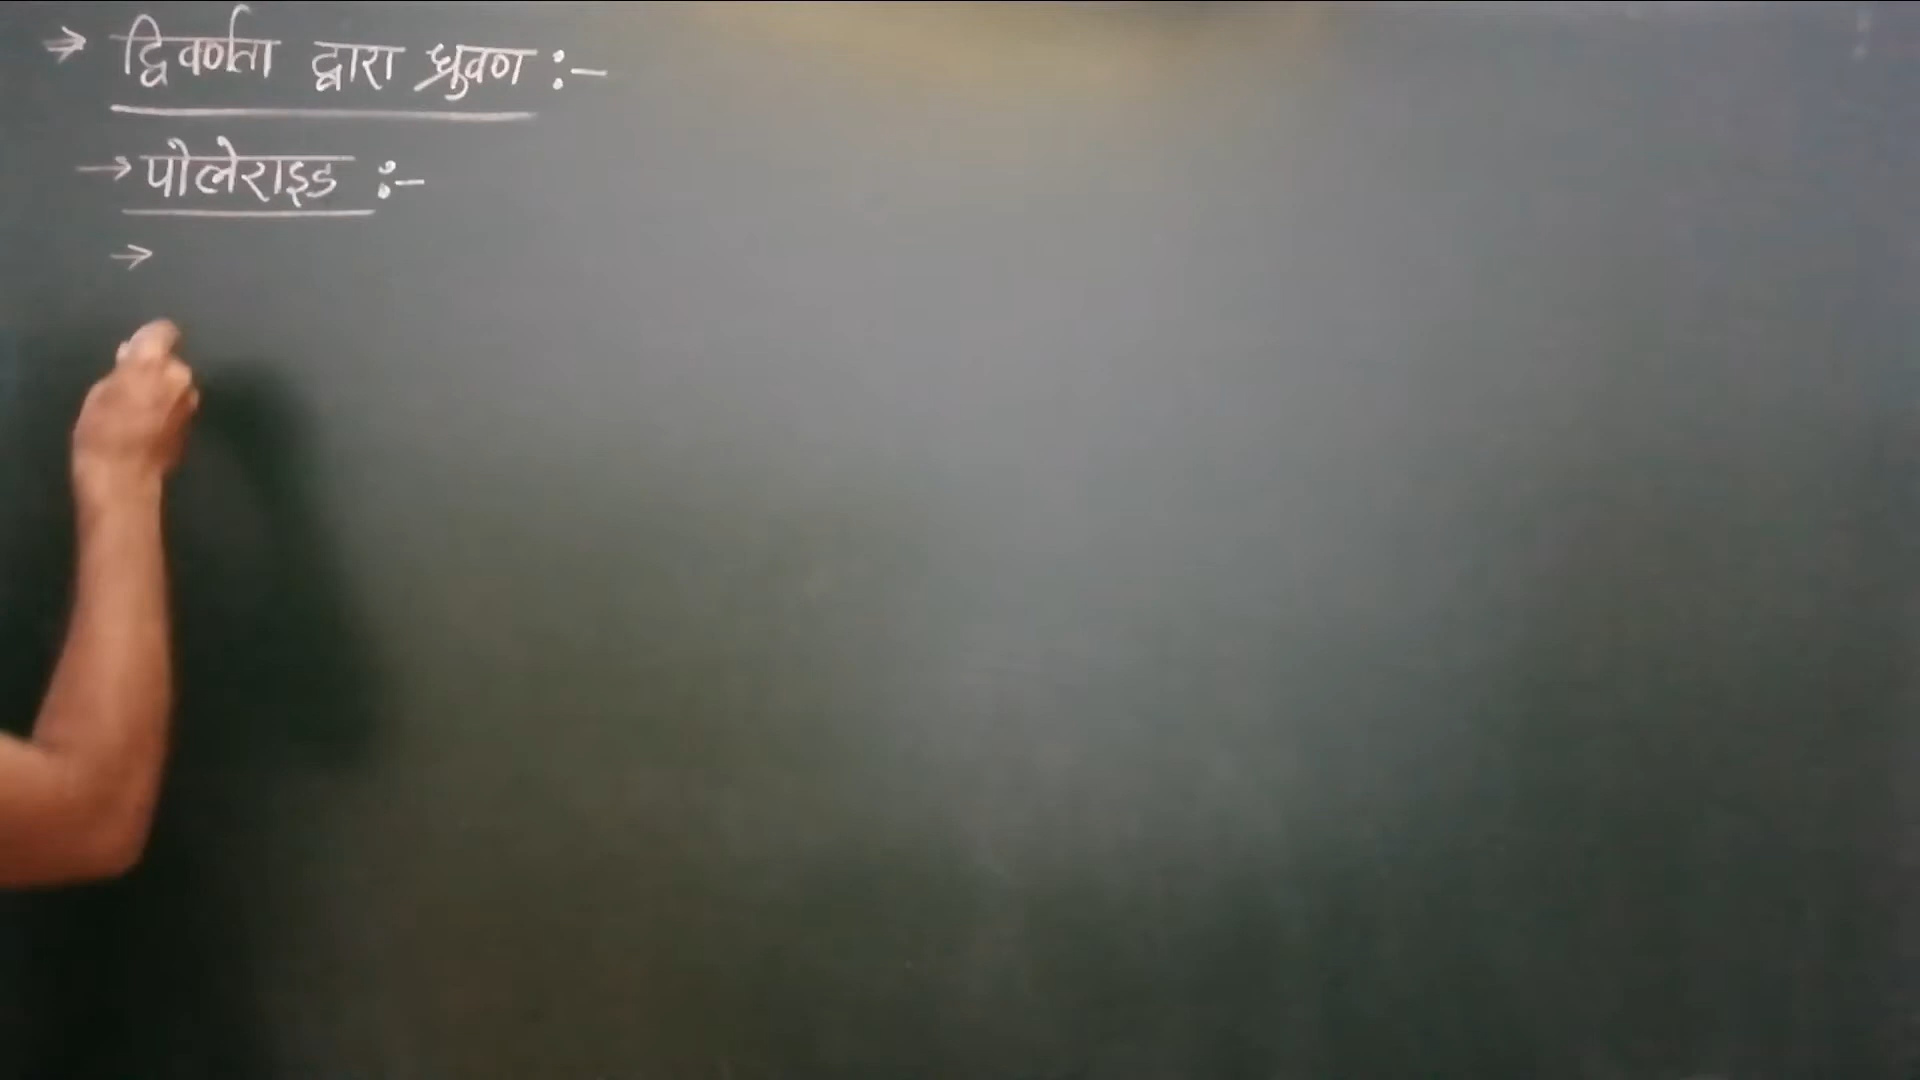 → द्विवर्णता द्वारा ध्रुवण :-
→ पोलेराइड :-
→